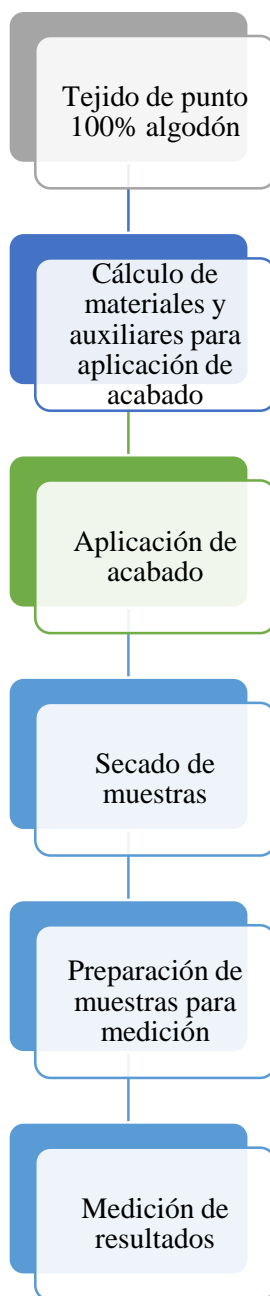 Tejido de punto
100% algodón
Cálculo de
materiales y
auxiliares para
aplicación de
acabado
Aplicación de
acabado
Secado de
muestras
Preparación de
muestras para
medición
Medición de
resultados